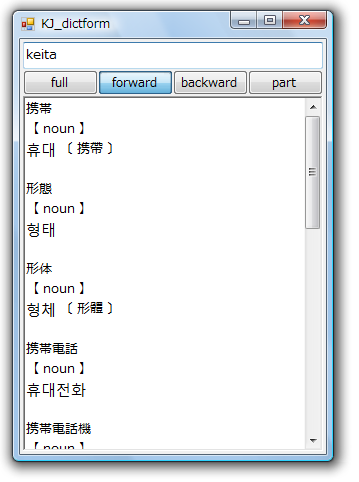 KJ_dictform
keita
full forward backward part
携帯
【 noun 】
휴대 〔 携帶 〕
形態
【 noun 】
형태
形体
【 noun 】
형체 〔 形體 〕
携帯電話
【 noun 】
휴대전화
携帯電話機
【 noun 】